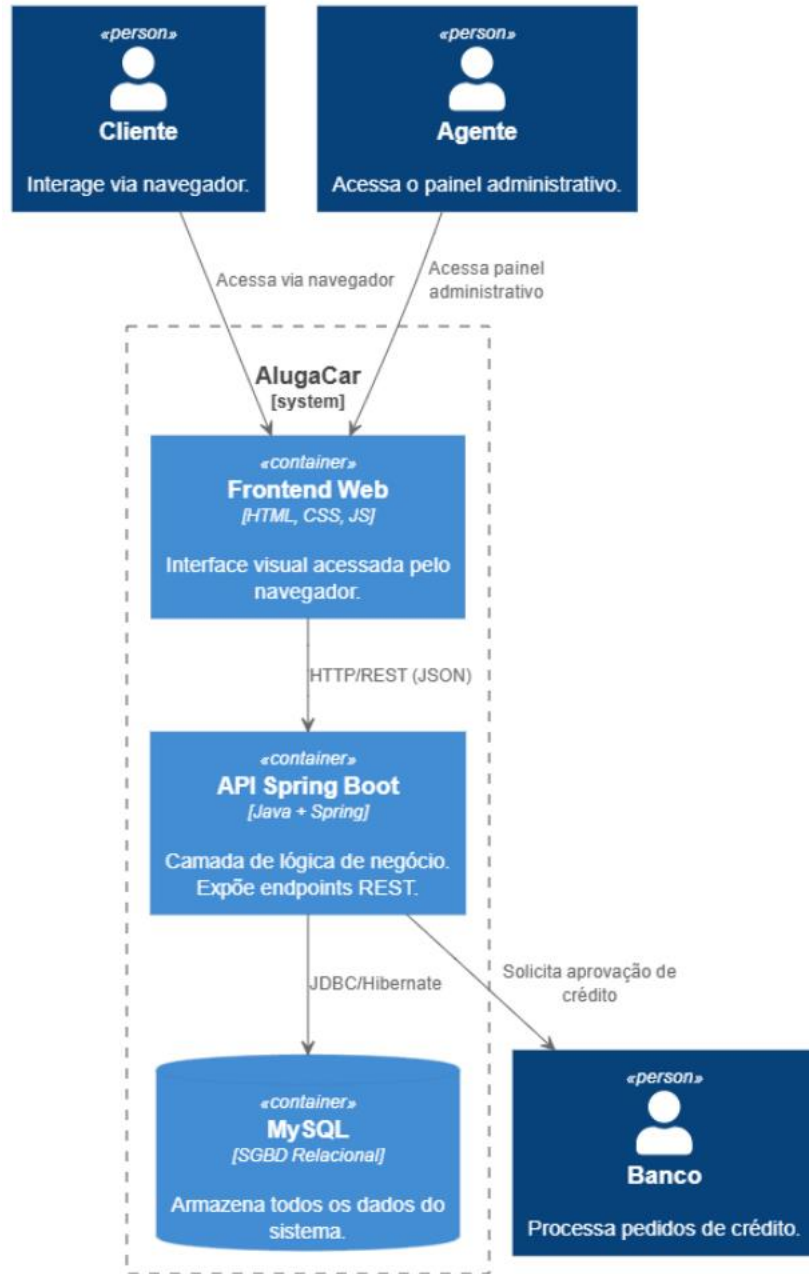 «person»
Cliente
Interage via navegador.
«person»
Agente
Acessa o painel administrativo.
Acessa via navegador
Acessa painel
administrativo
AlugaCar
[system]
«container»
Frontend Web
[HTML, CSS, JS]
Interface visual acessada pelo
navegador.
HTTP/REST (JSON)
«container»
API Spring Boot
[Java + Spring]
Camada de lógica de negócio.
Expõe endpoints REST.
JDBC/Hibernate
Solicita aprovação de
crédito
«container»
MySQL
[SGBD Relacional]
Armazena todos os dados do
sistema.
«person»
Banco
Processa pedidos de crédito.